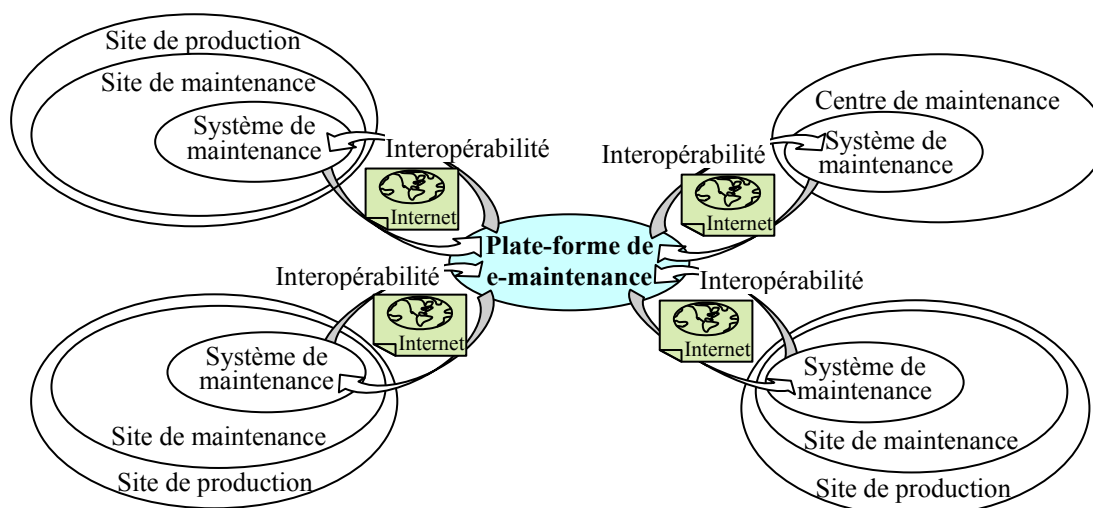 Site de production
Site de maintenance
Système de
maintenance
Interopérabilité
Internet
Centre de maintenance
Système de
maintenance
Interopérabilité
Internet
Plate-forme de
e-maintenance
Interopérabilité
Internet
Système de
maintenance
Site de maintenance
Site de production
Interopérabilité
Internet
Système de
maintenance
Site de maintenance
Site de production